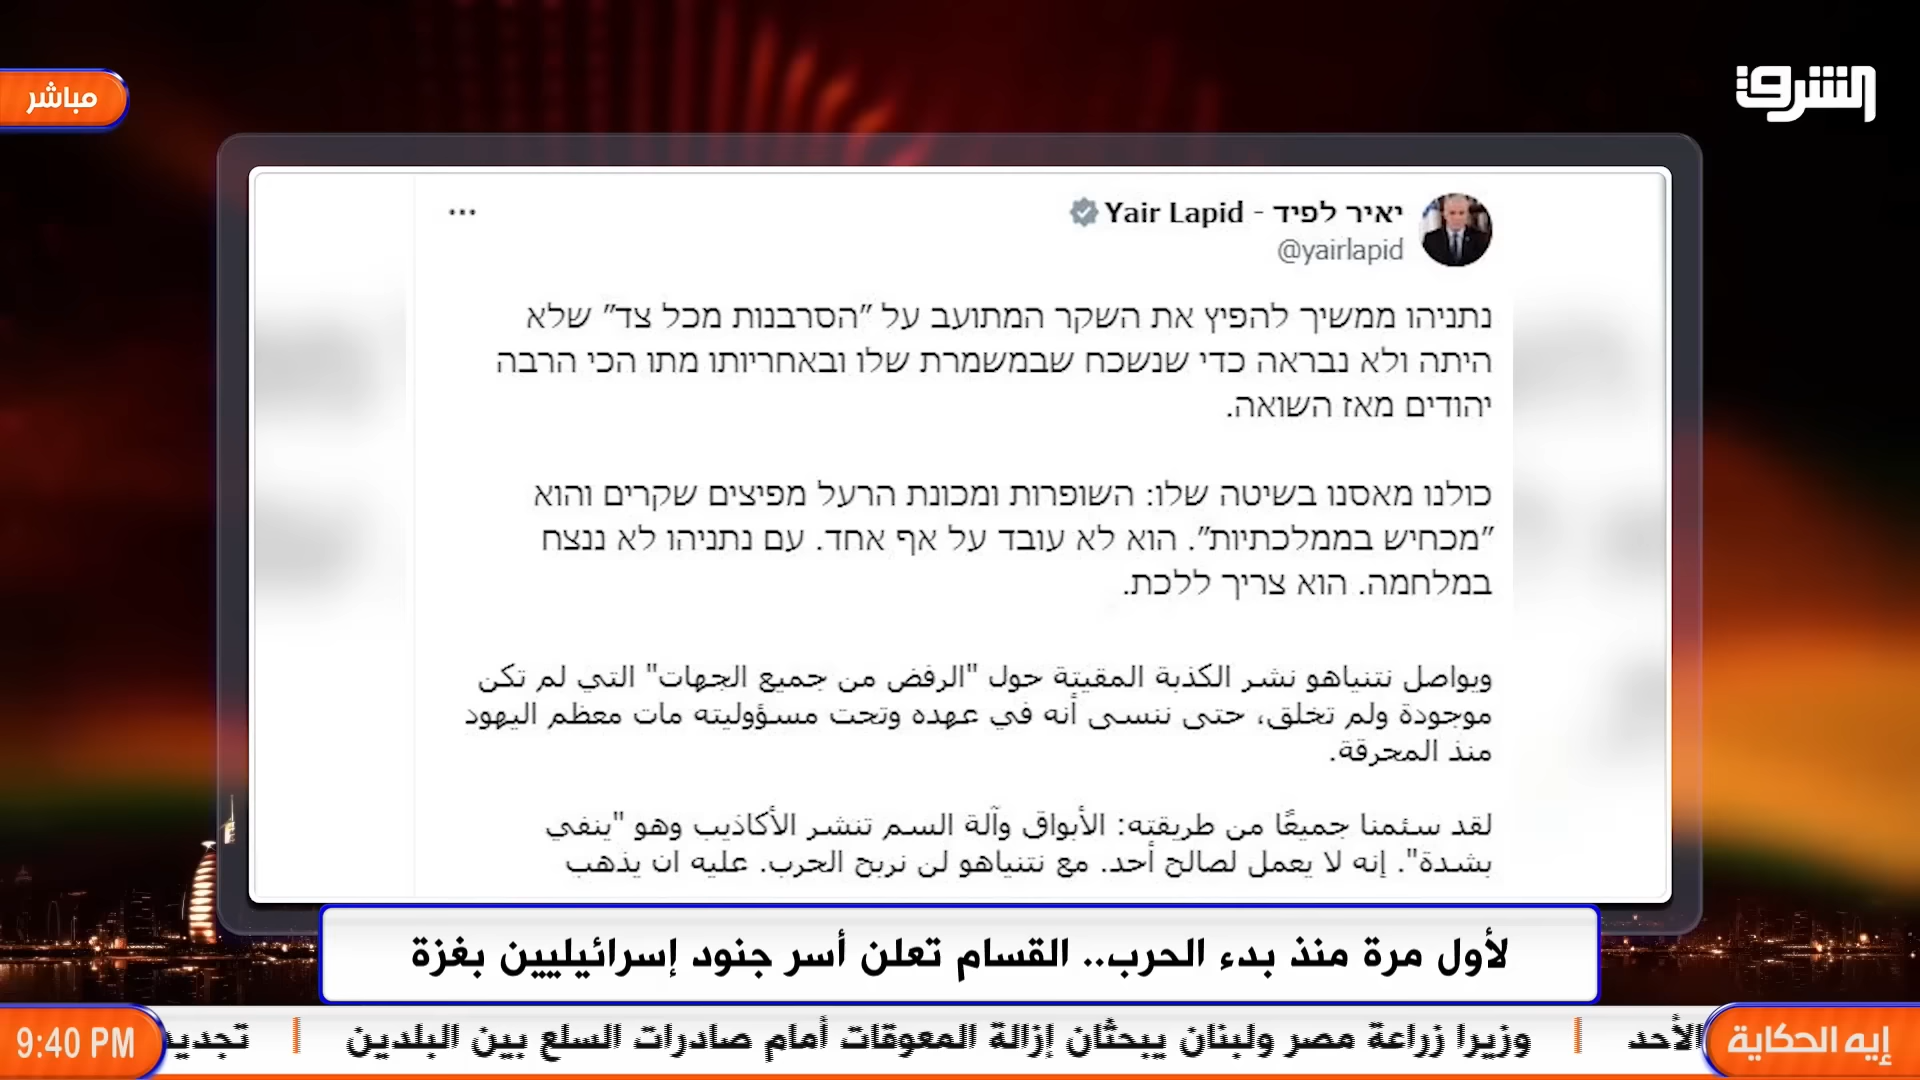 مباشر
الشرق
יאיר לפיד - Yair Lapid
@yairlapid
נתניהו ממשיך להפיץ את השקר המתועב על "הסרבנות מכל צד" שלא
היתה ולא נבראה כדי שנשכח שבמשמרת שלו ובאחריותו מתו הכי הרבה
יהודים מאז השואה.
כולנו מאסנו בשיטה שלו: השופרות ומכונת הרעל מפיצים שקרים והוא
"מכחיש בממלכתיות". הוא לא עובד על אף אחד. עם נתניהו לא ננצח
במלחמה. הוא צריך ללכת.
ويواصل نتنياهو نشر الكذبة المقيتة حول "الرفض من جميع الجهات" التي لم تكن
موجودة ولم تخلق، حتى ننسى أنه في عهده وتحت مسؤوليته مات معظم اليهود
منذ المحرقة.
لقد سئمنا جميعًا من طريقته: الأبواق وآلة السم تنشر الأكاذيب وهو "ينفي
بشدة". إنه لا يعمل لصالح أحد. مع نتنياهو لن نربح الحرب. عليه ان يذهب
لأول مرة منذ بدء الحرب.. القسام تعلن أسر جنود إسرائيليين بغزة
إيه الحكاية
الأحد | وزيرا زراعة مصر ولبنان يبحثان إزالة المعوقات أمام صادرات السلع بين البلدين | تجديد
9:40 PM